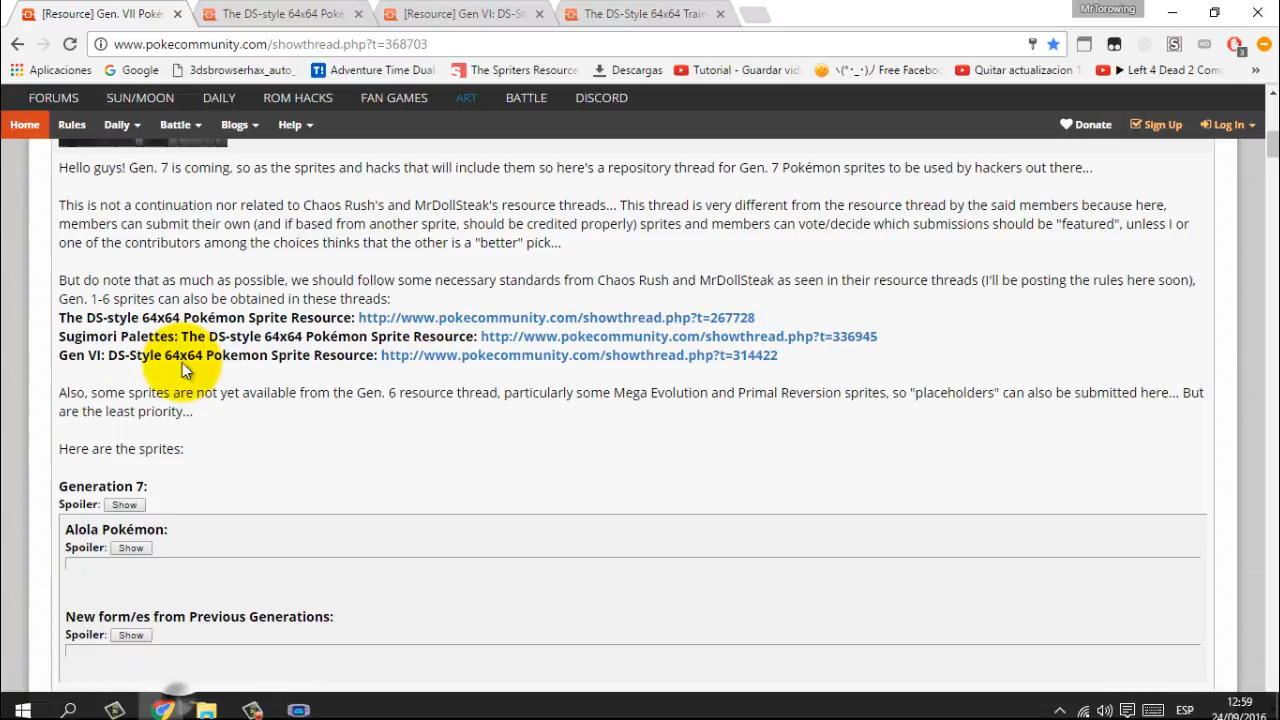 MrTorowing
[Resource] Gen. VII Poké
The DS-style 64x64 Poké
[Resource] Gen VI: DS-St
The DS-Style 64x64 Train
www.pokecommunity.com/showthread.php?t=368703
3
Aplicaciones
Google
3dsbrowserhax_auto_
Adventure Time Dual
The Spriters Resource
Descargas
Tutorial - Guardar vid
\(*-_-)ノ Free Facebo
Quitar actualizacion
Left 4 Dead 2 Com
»
FORUMS SUN/MOON DAILY ROM HACKS FAN GAMES ART BATTLE DISCORD
Home Rules Daily Battle Blogs Help Donate Sign Up Log In
Hello guys! Gen. 7 is coming, so as the sprites and hacks that will include them so here's a repository thread for Gen. 7 Pokémon sprites to be used by hackers out there...
This is not a continuation nor related to Chaos Rush's and MrDollSteak's resource threads... This thread is very different from the resource thread by the said members because here,
members can submit their own (and if based from another sprite, should be credited properly) sprites and members can vote/decide which submissions should be "featured", unless I or
one of the contributors among the choices thinks that the other is a "better" pick...
But do note that as much as possible, we should follow some necessary standards from Chaos Rush and MrDollSteak as seen in their resource threads (I'll be posting the rules here soon),
Gen. 1-6 sprites can also be obtained in these threads:
The DS-style 64x64 Pokémon Sprite Resource: http://www.pokecommunity.com/showthread.php?t=267728
Sugimori Palettes: The DS-style 64x64 Pokémon Sprite Resource: http://www.pokecommunity.com/showthread.php?t=336945
Gen VI: DS-Style 64x64 Pokemon Sprite Resource: http://www.pokecommunity.com/showthread.php?t=314422
Also, some sprites are not yet available from the Gen. 6 resource thread, particularly some Mega Evolution and Primal Reversion sprites, so "placeholders" can also be submitted here... But
are the least priority...
Here are the sprites:
Generation 7:
Spoiler: Show
Alola Pokémon:
Spoiler: Show
New form/es from Previous Generations:
Spoiler: Show
ESP
12:59
24/09/2016